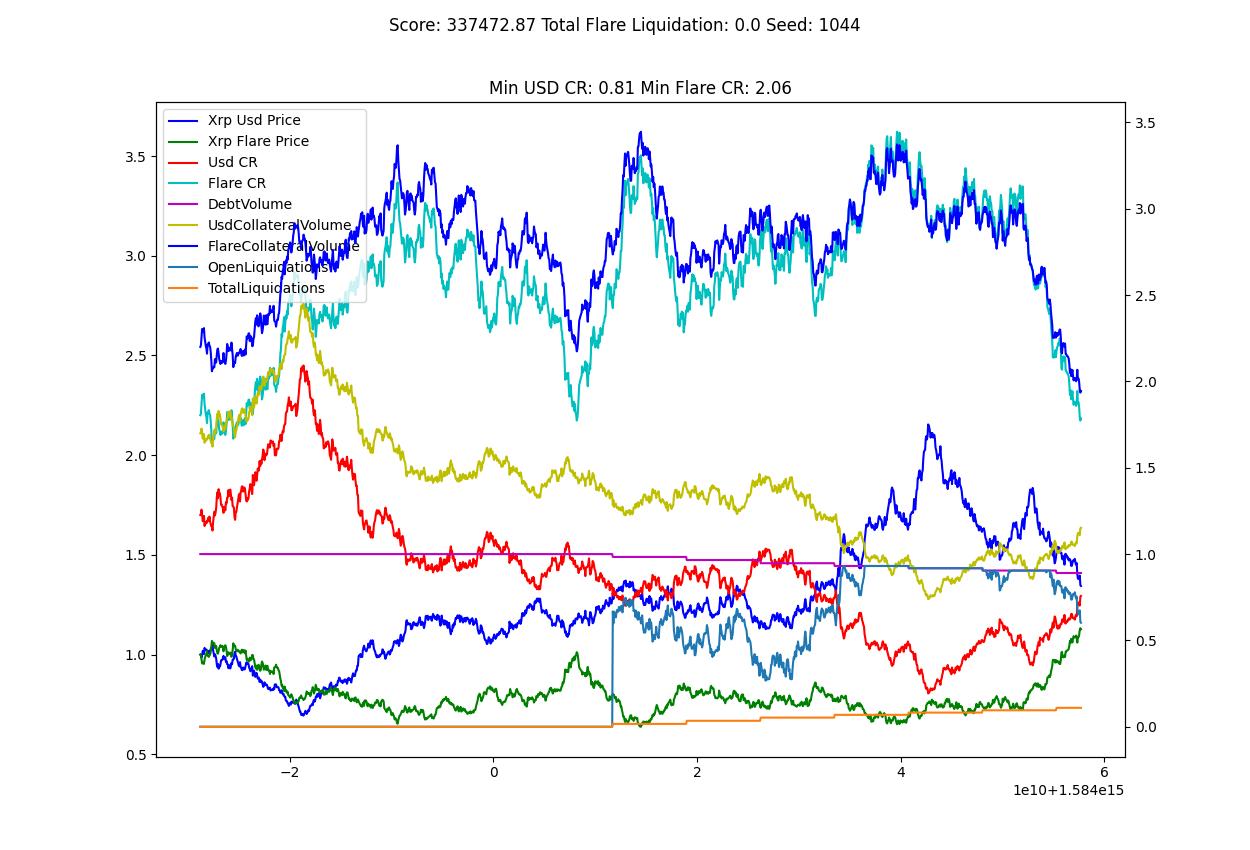 Score: 337472.87 Total Flare Liquidation: 0.0 Seed: 1044
Min USD CR: 0.81 Min Flare CR: 2.06
Xrp Usd Price
Xrp Flare Price
Usd CR
Flare CR
DebtVolume
UsdCollateralVolume
FlareCollateralVolume
OpenLiquidations
TotalLiquidations
3.5
3.0
2.5
2.0
1.5
1.0
0.5
3.5
3.0
2.5
2.0
1.5
1.0
0.5
0.0
−2 0 2 4 6
1e10+1.584e15